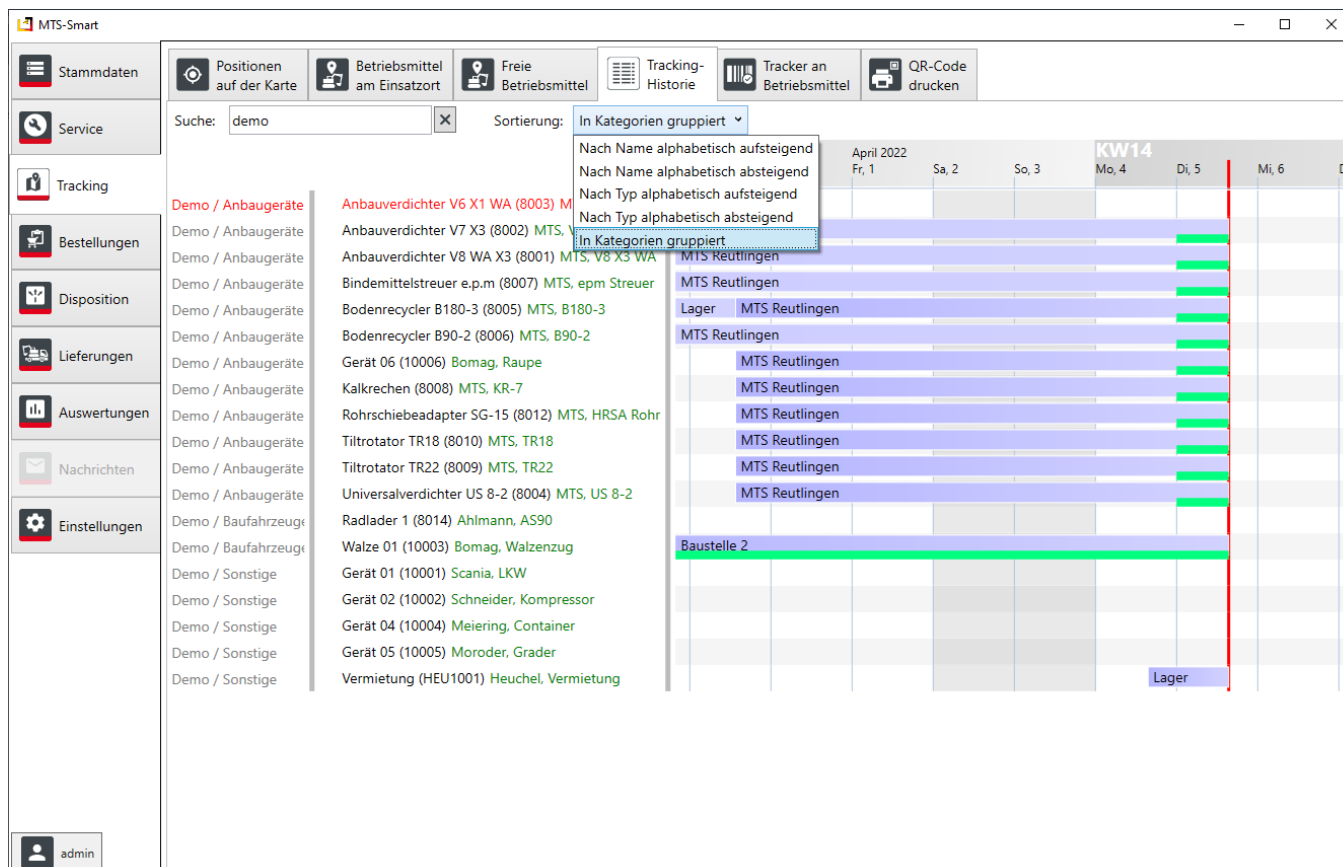 MTS-Smart
Stammdaten
Service
Tracking
Bestellungen
Disposition
Lieferungen
Auswertungen
Nachrichten
Einstellungen
admin
Positionen
auf der Karte
Betriebsmittel
am Einsatzort
Freie
Betriebsmittel
Tracking-
Historie
Tracker an
Betriebsmittel
QR-Code
drucken
Suche: demo Sortierung: In Kategorien gruppiert
Nach Name alphabetisch aufsteigend
Nach Name alphabetisch absteigend
Nach Typ alphabetisch aufsteigend
Nach Typ alphabetisch absteigend
In Kategorien gruppiert
April 2022 KW14
Fr, 1 Sa, 2 So, 3 Mo, 4 Di, 5 Mi, 6
Demo / Anbaugeräte Anbauverdichter V6 X1 WA (8003)
Demo / Anbaugeräte Anbauverdichter V7 X3 (8002) MTS,
Demo / Anbaugeräte Anbauverdichter V8 WA X3 (8001) MTS, V8 X3 WA MTS Reutlingen
Demo / Anbaugeräte Bindemittelstreuer e.p.m (8007) MTS, epm Streuer MTS Reutlingen
Demo / Anbaugeräte Bodenrecycler B180-3 (8005) MTS, B180-3 Lager MTS Reutlingen
Demo / Anbaugeräte Bodenrecycler B90-2 (8006) MTS, B90-2 MTS Reutlingen
Demo / Anbaugeräte Gerät 06 (10006) Bomag, Raupe MTS Reutlingen
Demo / Anbaugeräte Kalkrechen (8008) MTS, KR-7 MTS Reutlingen
Demo / Anbaugeräte Rohrschiebeadapter SG-15 (8012) MTS, HRSA Rohr MTS Reutlingen
Demo / Anbaugeräte Tiltrotator TR18 (8010) MTS, TR18 MTS Reutlingen
Demo / Anbaugeräte Tiltrotator TR22 (8009) MTS, TR22 MTS Reutlingen
Demo / Anbaugeräte Universalverdichter US 8-2 (8004) MTS, US 8-2 MTS Reutlingen
Demo / Baufahrzeuge Radlader 1 (8014) Ahlmann, AS90
Demo / Baufahrzeuge Walze 01 (10003) Bomag, Walzenzug Baustelle 2
Demo / Sonstige Gerät 01 (10001) Scania, LKW
Demo / Sonstige Gerät 02 (10002) Schneider, Kompressor
Demo / Sonstige Gerät 04 (10004) Meiering, Container
Demo / Sonstige Gerät 05 (10005) Moroder, Grader
Demo / Sonstige Vermietung (HEU1001) Heuchel, Vermietung Lager